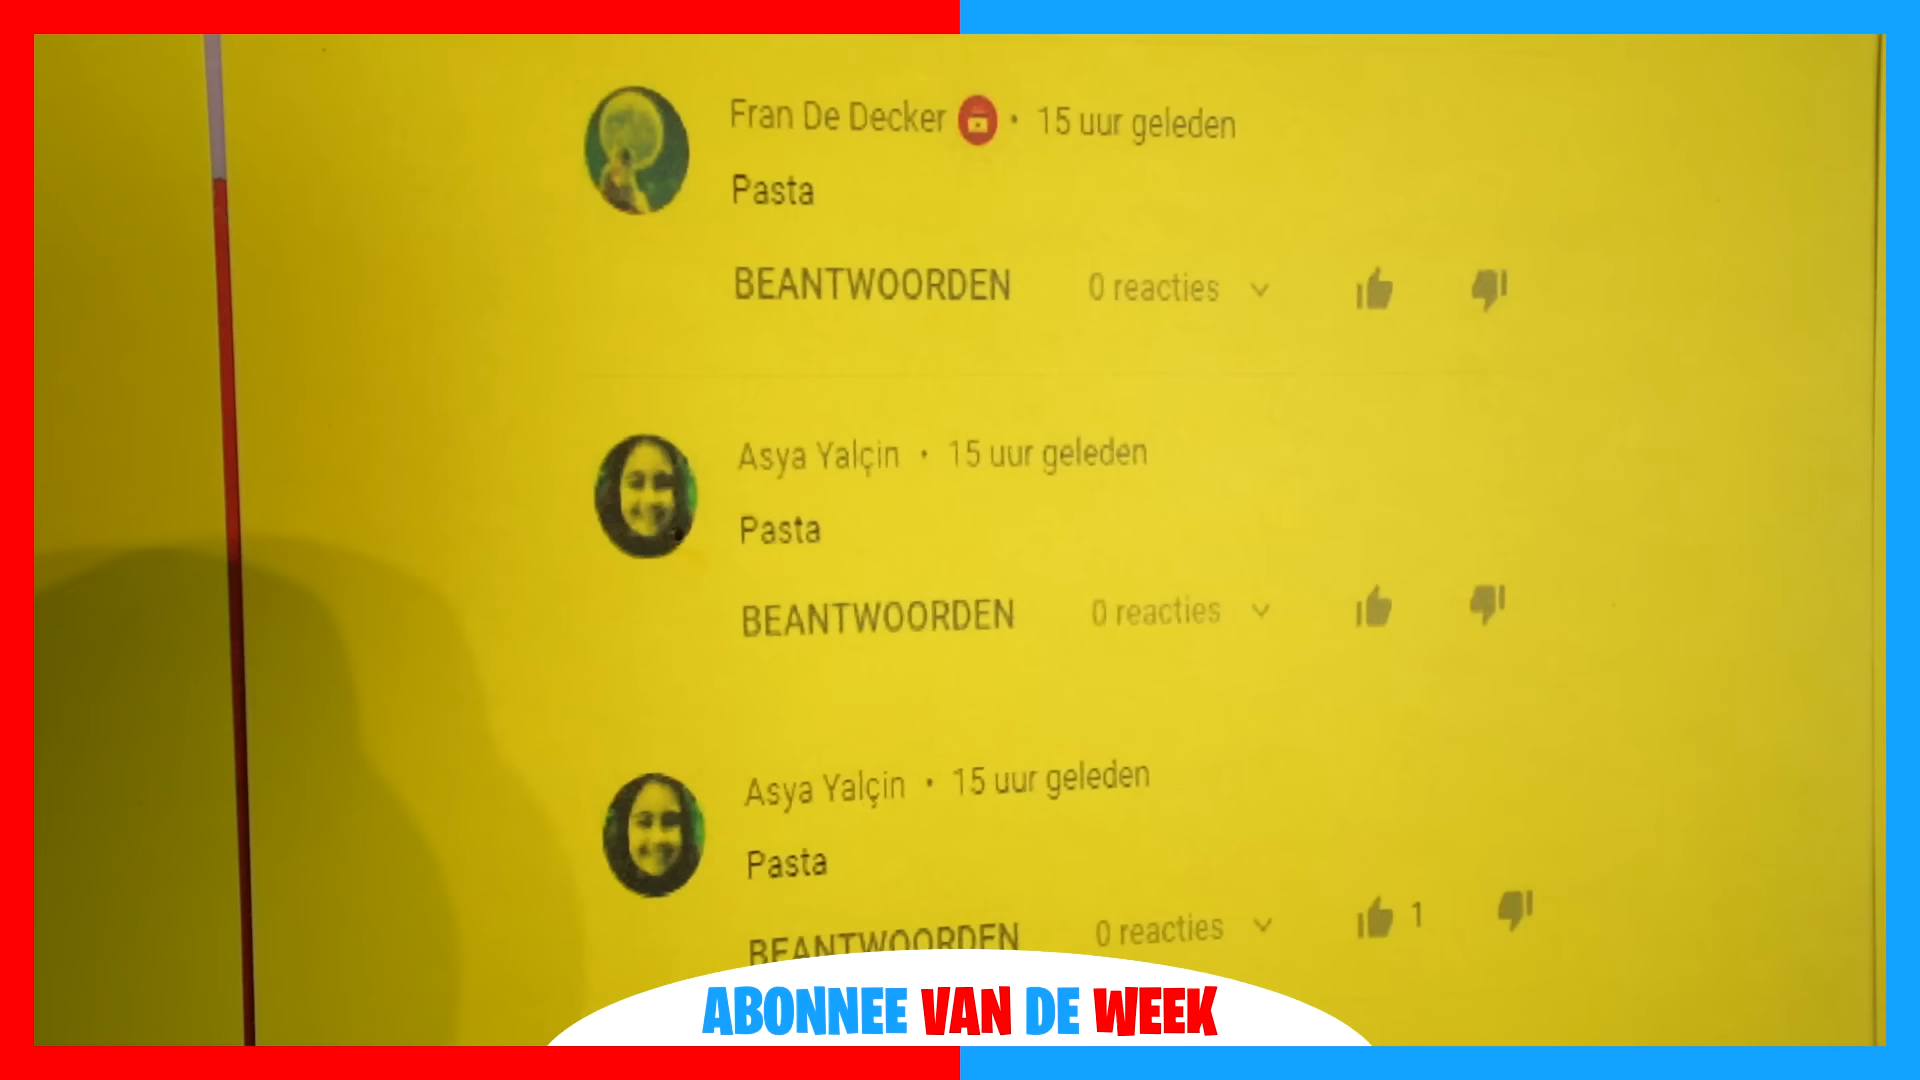 Fran De Decker • 15 uur geleden
Pasta
BEANTWOORDEN 0 reacties
Asya Yalçin • 15 uur geleden
Pasta
BEANTWOORDEN 0 reacties
Asya Yalçin • 15 uur geleden
Pasta
BEANTWOORDEN 0 reacties 1
ABONNEE VAN DE WEEK